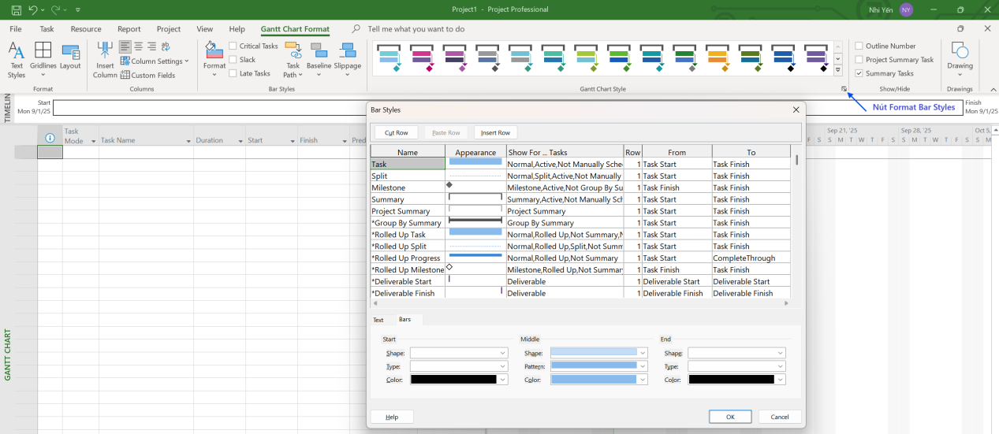 Project1 - Project Professional
Nhi Yến NY
File Task Resource Report Project View Help Gantt Chart Format Tell me what you want to do
Text Styles
Gridlines
Layout
Format
Insert Column
Column Settings
Custom Fields
Columns
Format
Critical Tasks
Slack
Late Tasks
Task Path
Baseline
Slippage
Bar Styles
Gantt Chart Style
Outline Number
Project Summary Task
Summary Tasks
Show/Hide
Drawing
Drawings
Nút Format Bar Styles
TIMELIN
Start
Mon 9/1/25
Finish
Mon 9/1/25
Task Mode
Task Name
Duration
Start
Finish
Pred
Sep 21, '25 Sep 28, '25 Oct 5,
F S S M T W T F S S M T W T F S S M
GANTT CHART
Bar Styles
Cut Row Paste Row Insert Row
Name Appearance Show For ... Tasks Row From To
Task Normal,Active,Not Manually Sche 1 Task Start Task Finish
Split Normal,Split,Active,Not Manually 1 Task Start Task Finish
Milestone Milestone,Active,Not Group By Su 1 Task Finish Task Finish
Summary Summary,Active,Not Manually Sch 1 Task Start Task Finish
Project Summary Project Summary 1 Task Start Task Finish
*Group By Summary Group By Summary 1 Task Start Task Finish
*Rolled Up Task Normal,Rolled Up,Not Summary,N 1 Task Start Task Finish
*Rolled Up Split Normal,Rolled Up,Split,Not Summ 1 Task Start Task Finish
*Rolled Up Progress Normal,Rolled Up,Not Summary 1 Task Start CompleteThrough
*Rolled Up Milestone Milestone,Rolled Up,Not Summar 1 Task Finish Task Finish
*Deliverable Start Deliverable 1 Deliverable Start Deliverable Start
*Deliverable Finish Deliverable 1 Deliverable Finish Deliverable Finish
Text Bars
Start Middle End
Shape: Shape: Shape:
Type: Pattern: Type:
Color: Color: Color:
Help OK Cancel